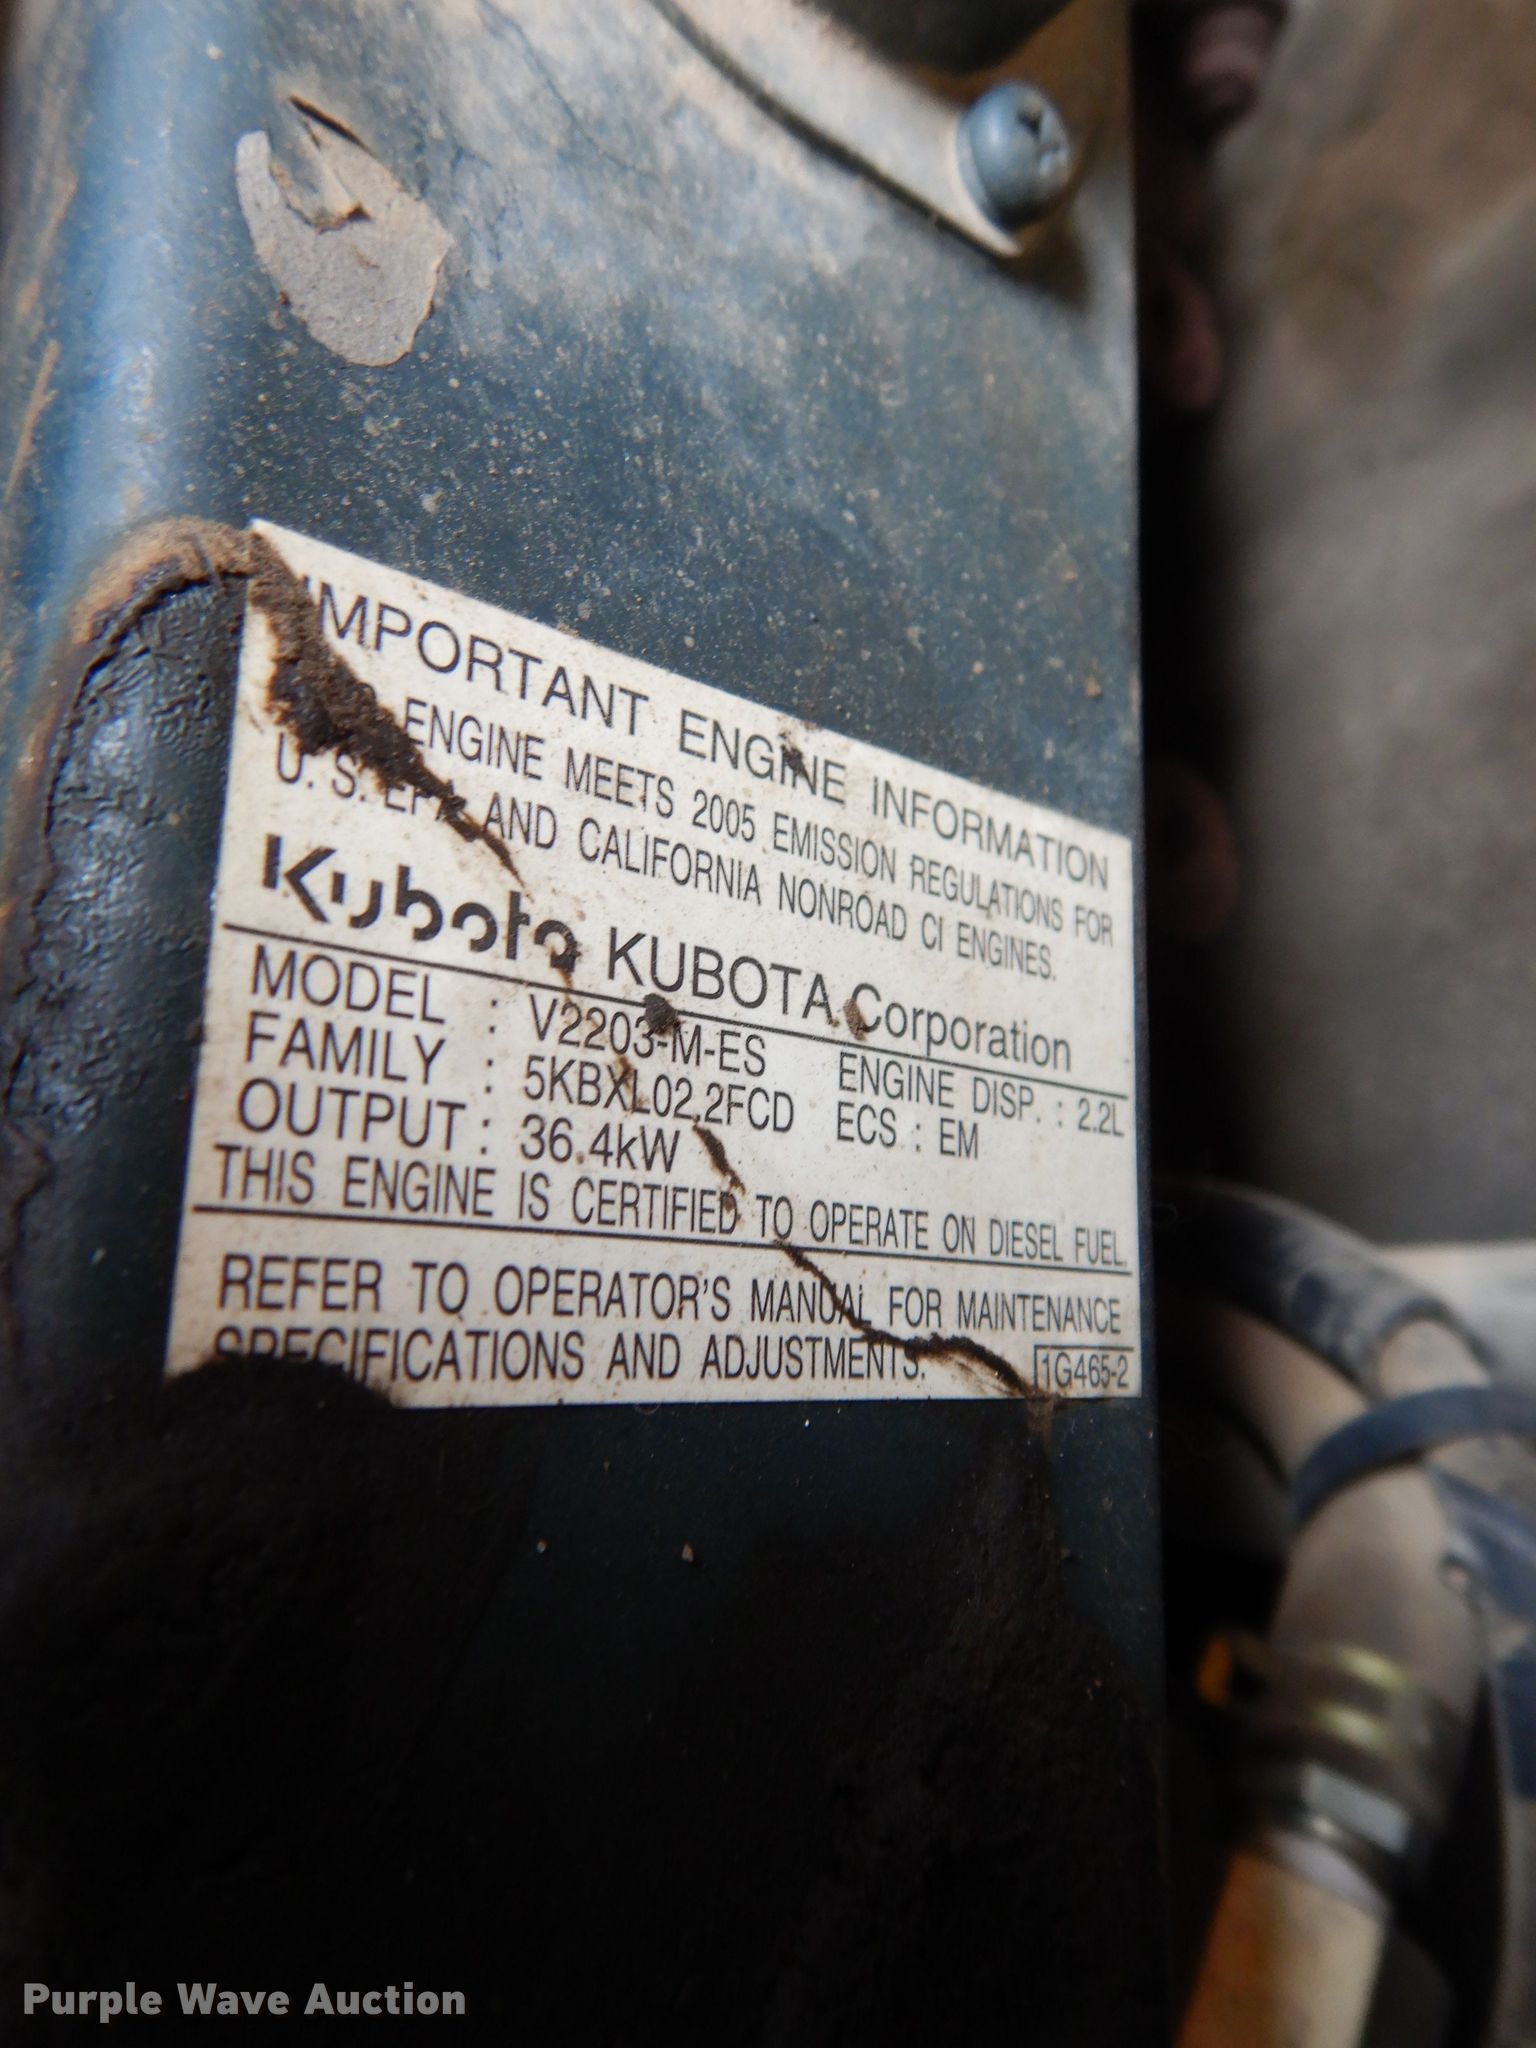 IMPORTANT ENGINE INFORMATION
ENGINE MEETS 2005 EMISSION REGULATIONS FOR
U. S. EPA AND CALIFORNIA NONROAD CI ENGINES.
Kubota KUBOTA Corporation
MODEL : V2203-M-ES ENGINE DISP. : 2.2L
FAMILY : 5KBXL02.2FCD ECS : EM
OUTPUT : 36.4kW
THIS ENGINE IS CERTIFIED TO OPERATE ON DIESEL FUEL.
REFER TO OPERATOR'S MANUAL FOR MAINTENANCE
SPECIFICATIONS AND ADJUSTMENTS. 1G465-2
Purple Wave Auction